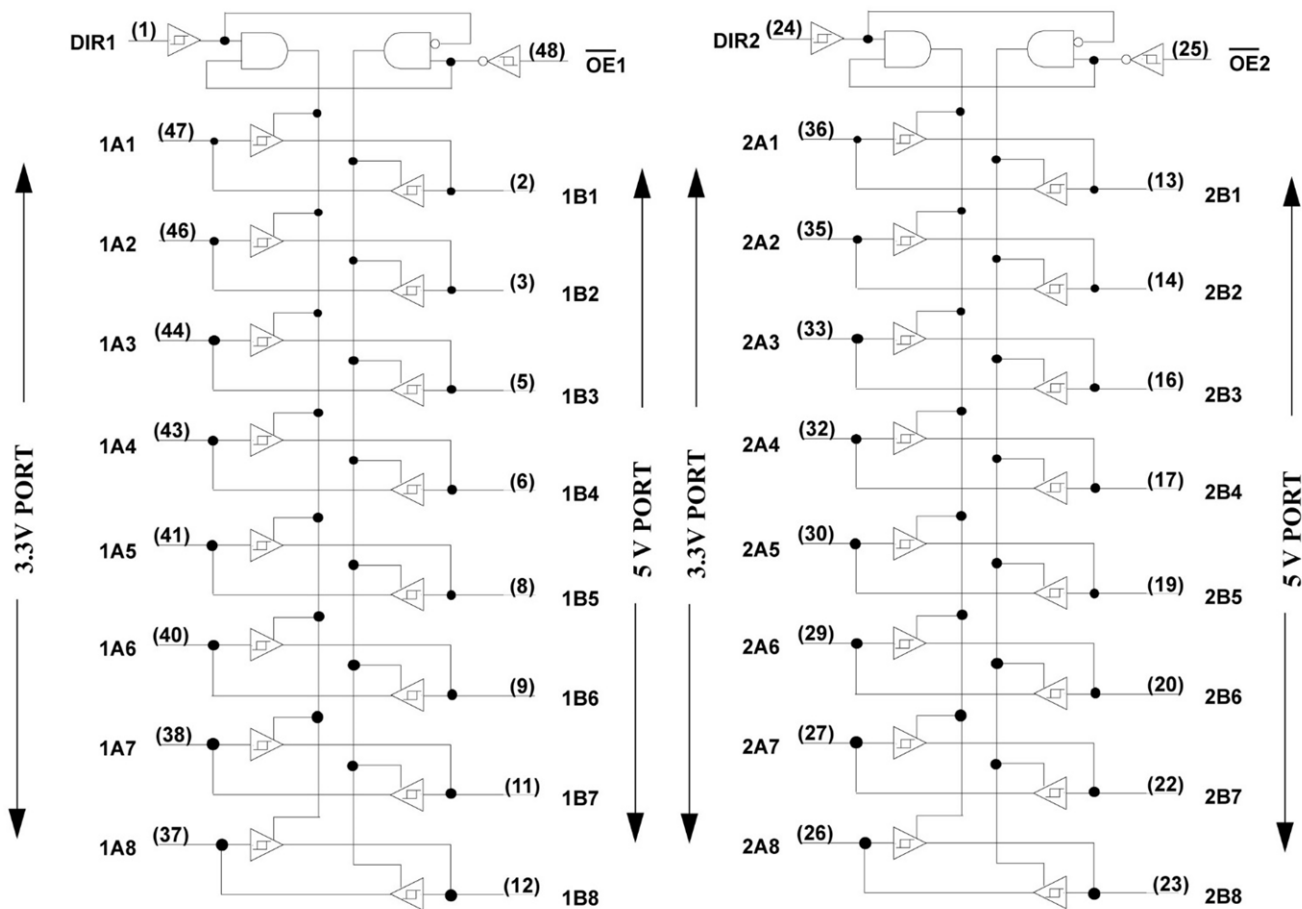 DIR1 (1) (48) OE1
1A1 (47) (2) 1B1
1A2 (46) (3) 1B2
1A3 (44) (5) 1B3
1A4 (43) (6) 1B4
1A5 (41) (8) 1B5
1A6 (40) (9) 1B6
1A7 (38) (11) 1B7
1A8 (37) (12) 1B8
3.3V PORT
5 V PORT
DIR2 (24) (25) OE2
2A1 (36) (13) 2B1
2A2 (35) (14) 2B2
2A3 (33) (16) 2B3
2A4 (32) (17) 2B4
2A5 (30) (19) 2B5
2A6 (29) (20) 2B6
2A7 (27) (22) 2B7
2A8 (26) (23) 2B8
3.3V PORT
5 V PORT